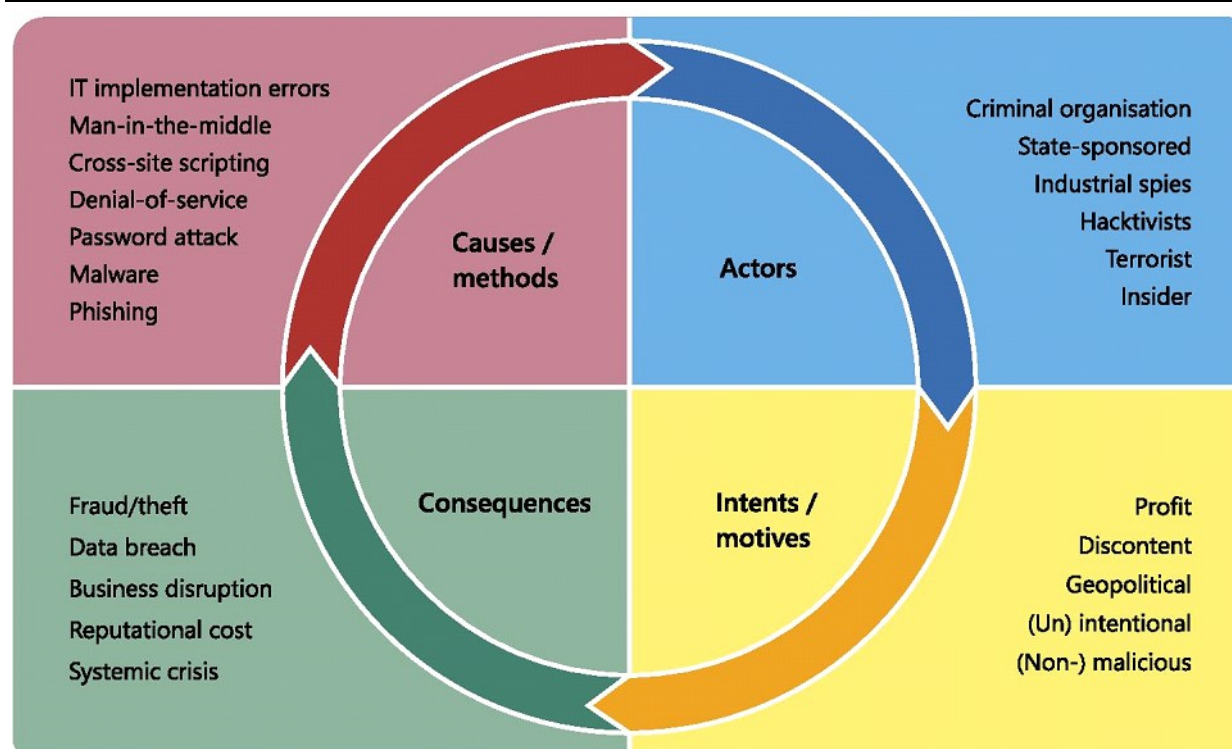 IT implementation errors
Man-in-the-middle
Cross-site scripting
Denial-of-service
Password attack
Malware
Phishing
Causes /
methods
Actors
Criminal organisation
State-sponsored
Industrial spies
Hacktivists
Terrorist
Insider
Fraud/theft
Data breach
Business disruption
Reputational cost
Systemic crisis
Consequences
Intents /
motives
Profit
Discontent
Geopolitical
(Un) intentional
(Non-) malicious